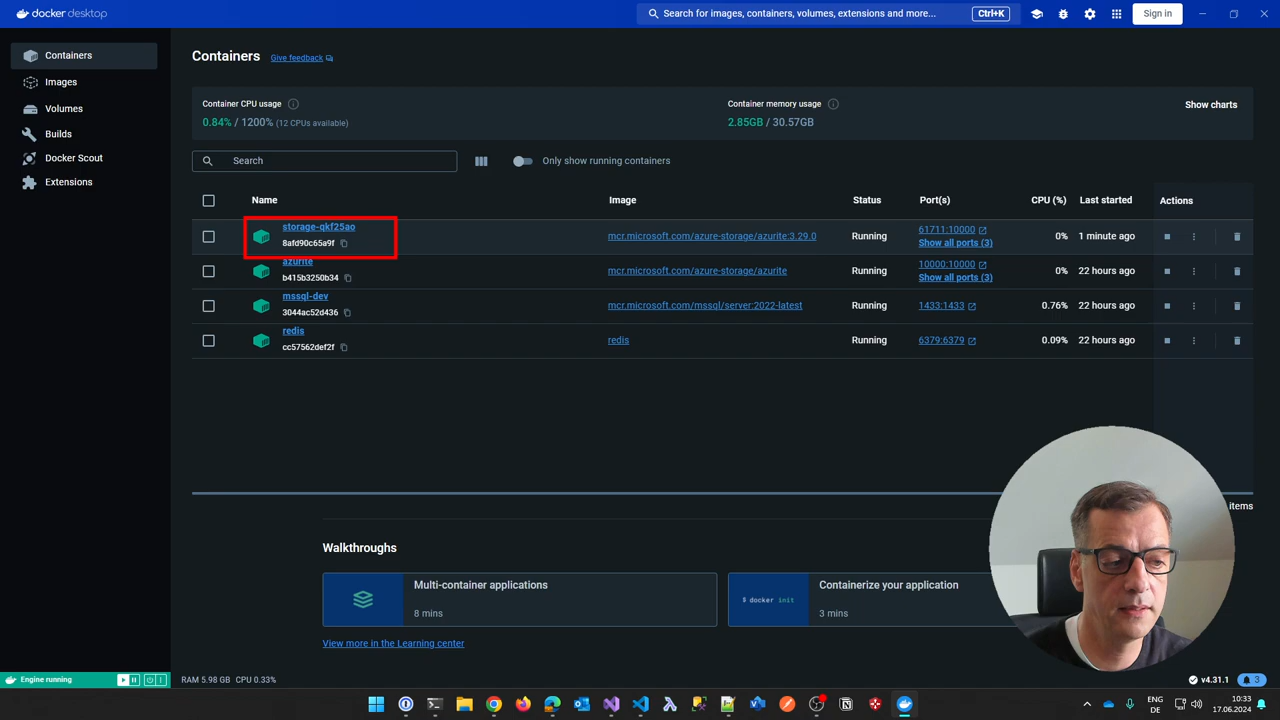 docker desktop
Search for images, containers, volumes, extensions and more...
Ctrl+K
Sign in
Containers
Images
Volumes
Builds
Docker Scout
Extensions
Containers
Give feedback
Container CPU usage
0.84% / 1200% (12 CPUs available)
Container memory usage
2.85GB / 30.57GB
Show charts
Search
Only show running containers
Name Image Status Port(s) CPU (%) Last started Actions
storage-qkf25ao
8afd90c65a9f
mcr.microsoft.com/azure-storage/azurite:3.29.0
Running
61711:10000
Show all ports (3)
0%
1 minute ago
azurite
b415b3250b34
mcr.microsoft.com/azure-storage/azurite
Running
10000:10000
Show all ports (3)
0%
22 hours ago
mssql-dev
3044ac52d436
mcr.microsoft.com/mssql/server:2022-latest
Running
1433:1433
0.76%
22 hours ago
redis
cc57562def2f
redis
Running
6379:6379
0.09%
22 hours ago
items
Walkthroughs
Multi-container applications
8 mins
$ docker init
Containerize your application
3 mins
View more in the Learning center
Engine running
RAM 5.98 GB CPU 0.33%
v4.31.1
3
ENG
DE
10:33
17.06.2024